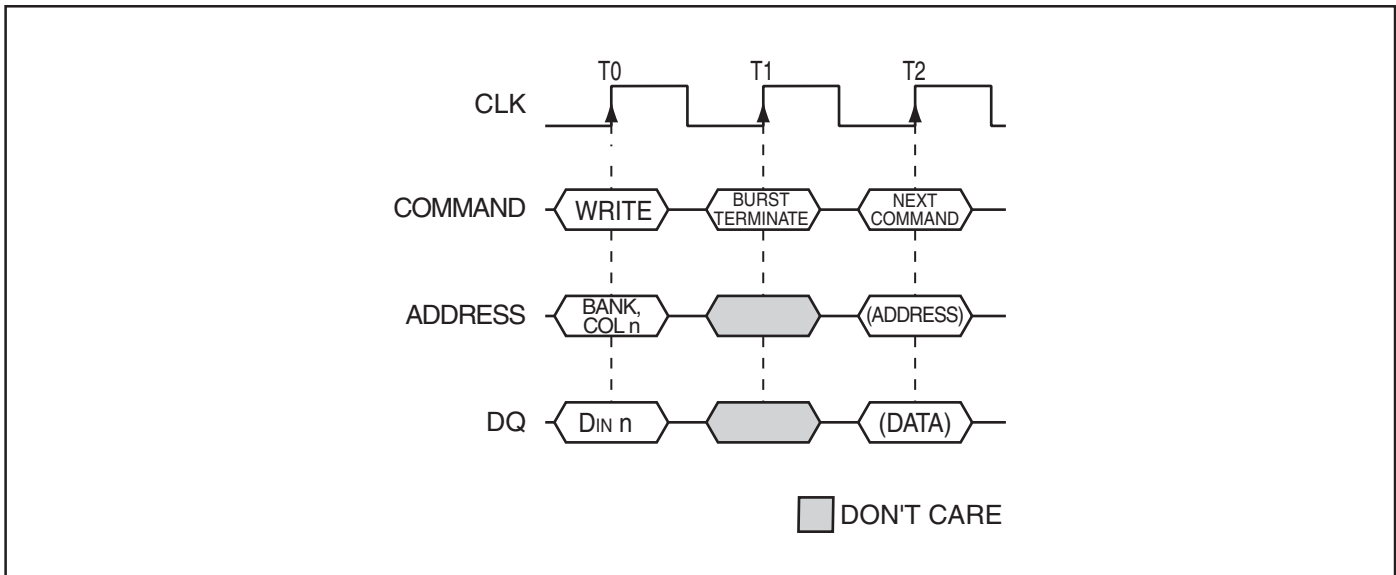 T0 T1 T2
CLK
COMMAND WRITE BURST TERMINATE NEXT COMMAND
ADDRESS BANK, COL n (ADDRESS)
DQ DIN n (DATA)
DON'T CARE